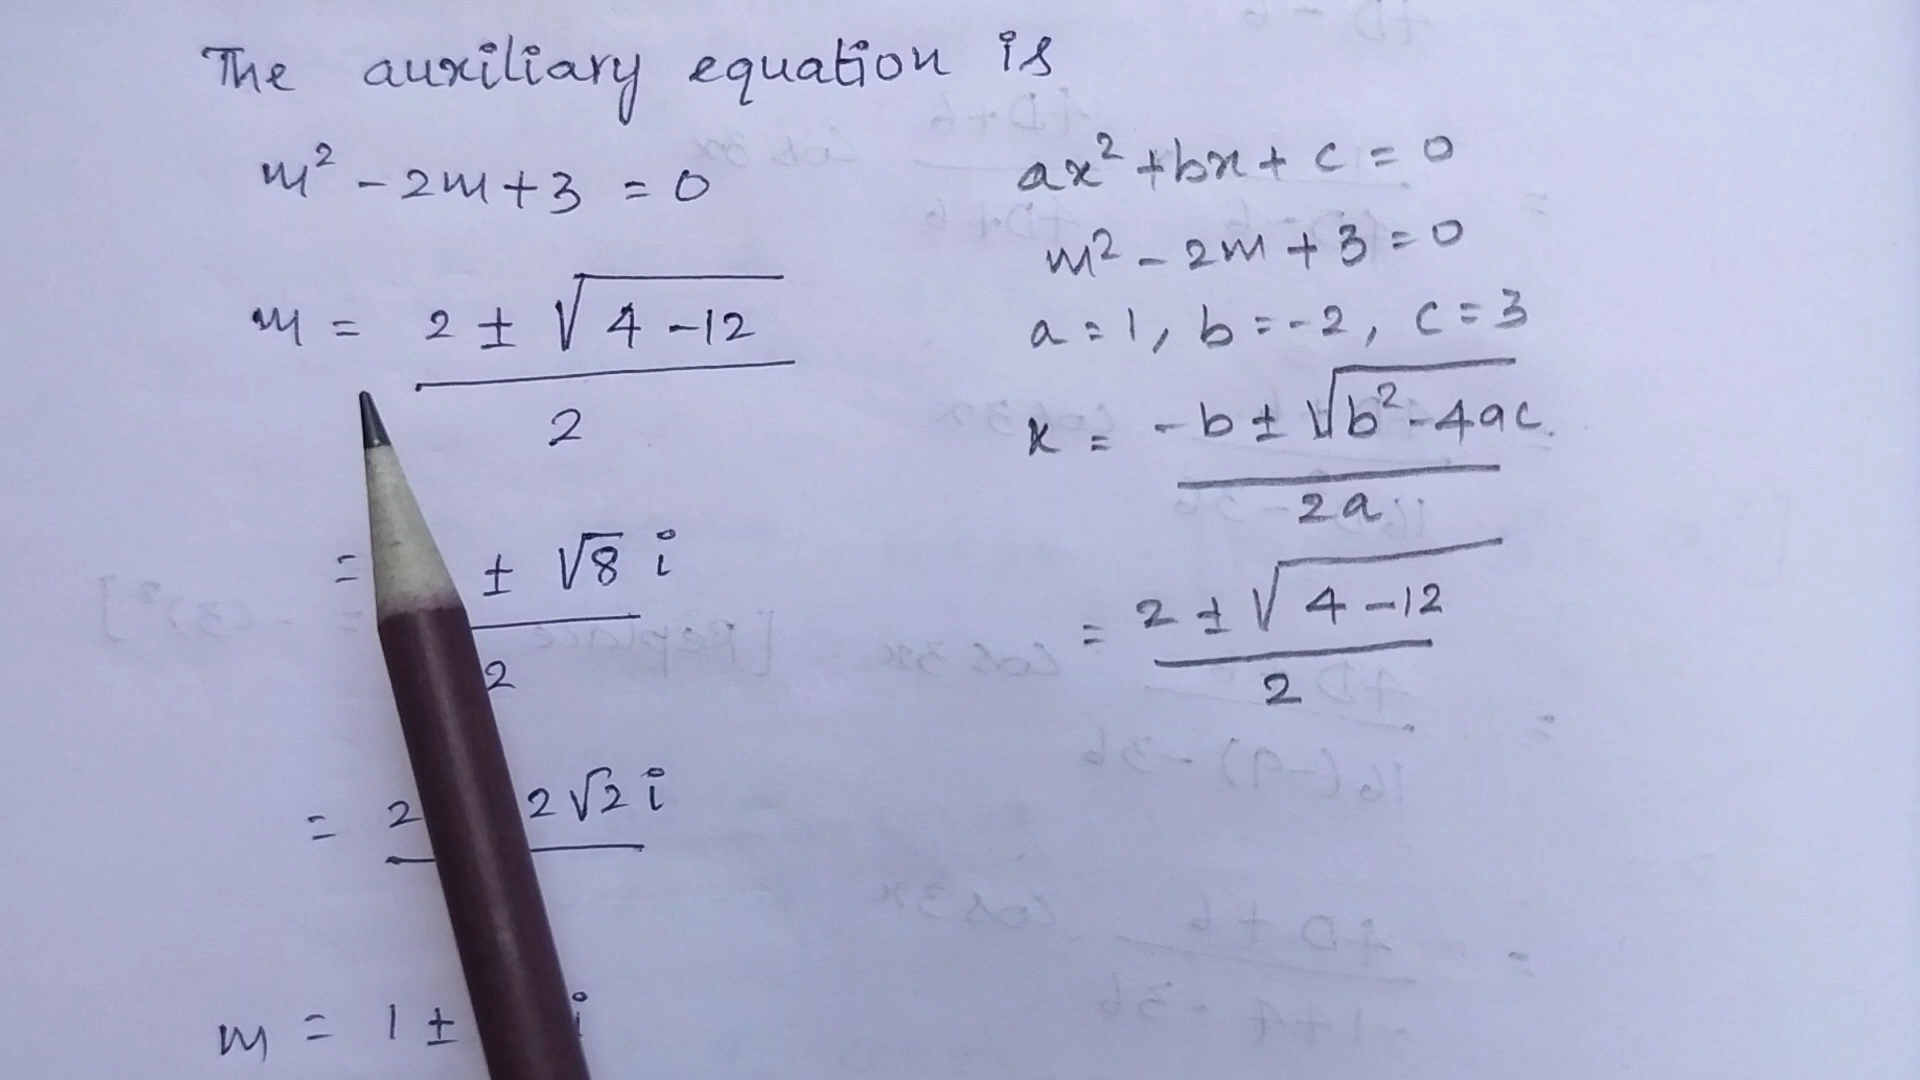 The auxiliary equation is
m² - 2m + 3 = 0
m = 2 ± √4 - 12
2
= ± √8 i
2
= 2 2√2 i
m = 1 ± i
ax² + bx + c = 0
m² - 2m + 3 = 0
a = 1, b = -2, c = 3
x = -b ± √b² - 4ac.
2a
= 2 ± √4 - 12
2